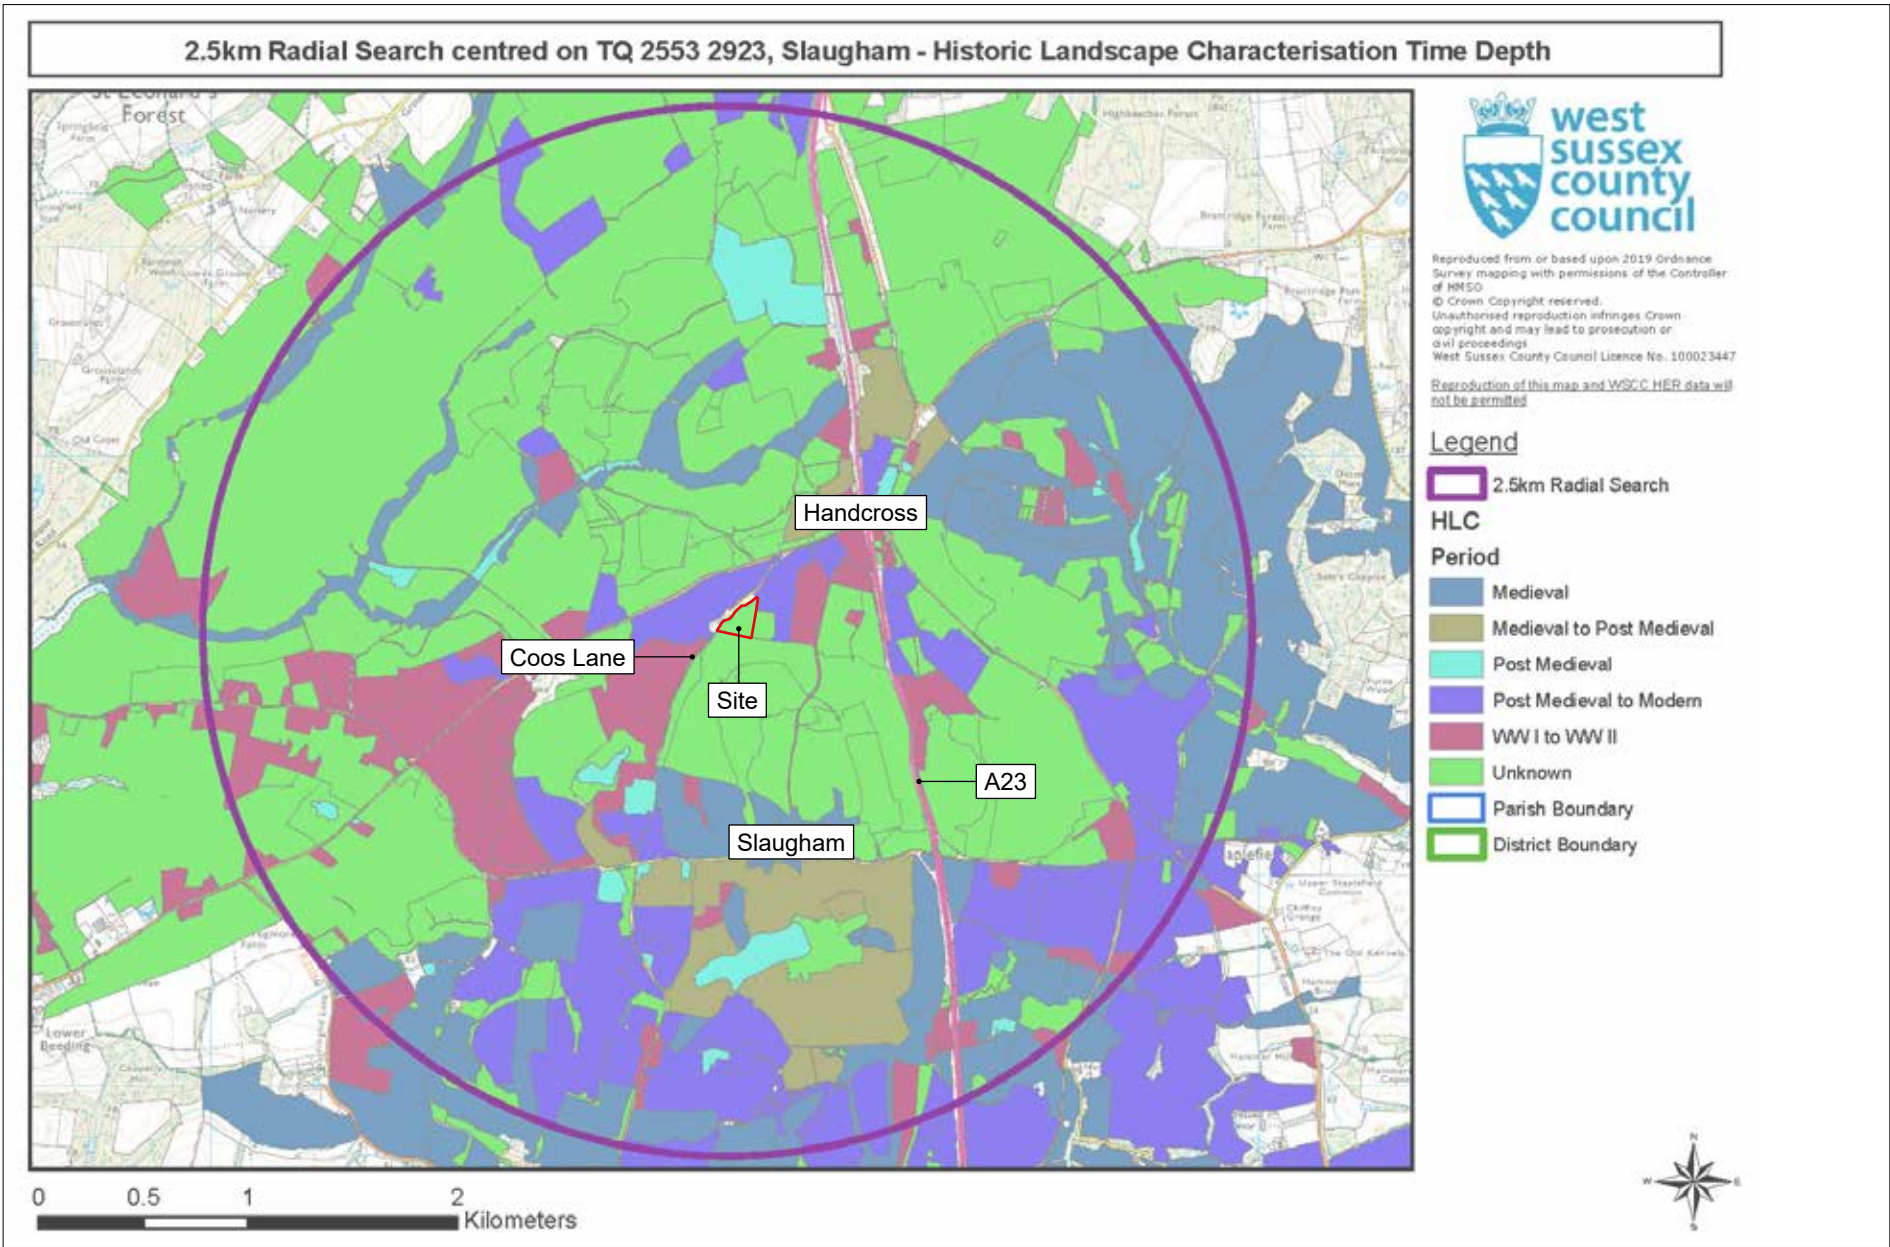 2.5km Radial Search centred on TQ 2553 2923, Slaugham - Historic Landscape Characterisation Time Depth
St Leonard's
Forest
Handcross
Coos Lane
Site
A23
Slaugham
Lower
Beeding
west
sussex
county
council
Reproduced from or based upon 2019 Ordnance
Survey mapping with permissions of the Controller
of HMSO
© Crown Copyright reserved.
Unauthorised reproduction infringes Crown
copyright and may lead to prosecution or
civil proceedings
West Sussex County Council Licence No. 100023447
Reproduction of this map and WSCC HER data will
not be permitted
Legend
2.5km Radial Search
HLC
Period
Medieval
Medieval to Post Medieval
Post Medieval
Post Medieval to Modern
WW I to WW II
Unknown
Parish Boundary
District Boundary
0 0.5 1 2
Kilometers
N
W E
S